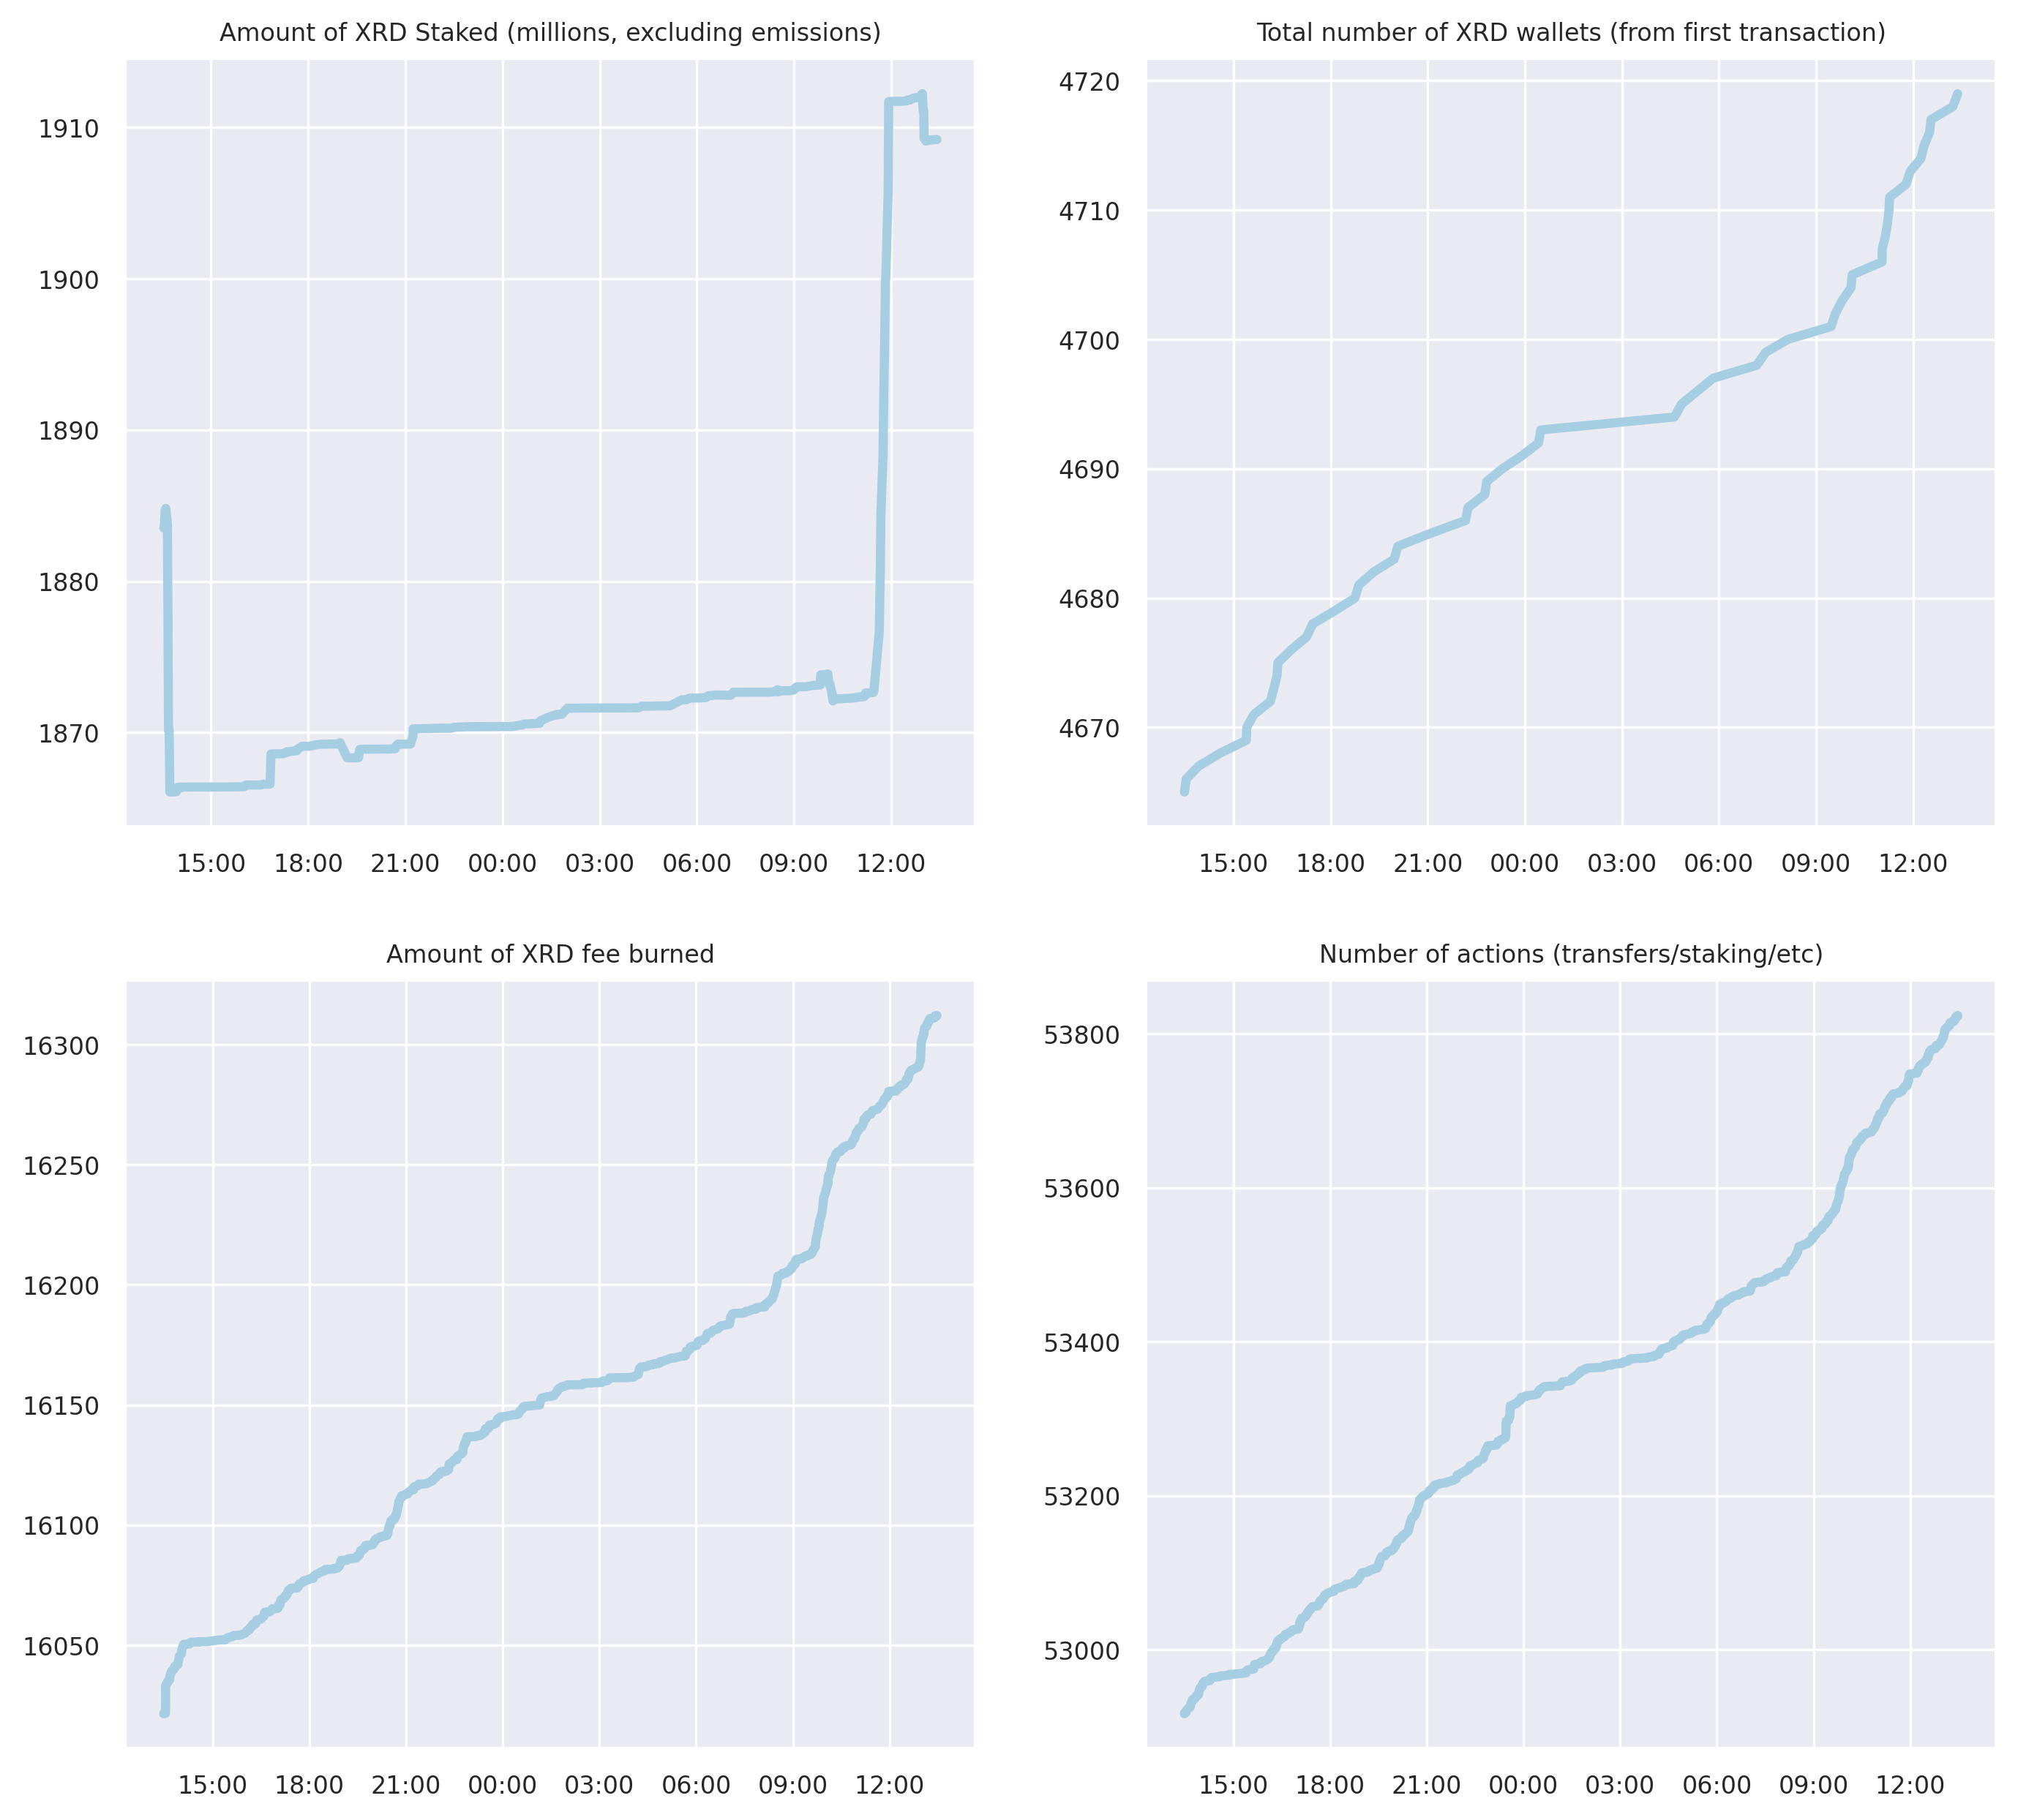 Amount of XRD Staked (millions, excluding emissions)
1910
1900
1890
1880
1870
15:00 18:00 21:00 00:00 03:00 06:00 09:00 12:00
Total number of XRD wallets (from first transaction)
4720
4710
4700
4690
4680
4670
15:00 18:00 21:00 00:00 03:00 06:00 09:00 12:00
Amount of XRD fee burned
16300
16250
16200
16150
16100
16050
15:00 18:00 21:00 00:00 03:00 06:00 09:00 12:00
Number of actions (transfers/staking/etc)
53800
53600
53400
53200
53000
15:00 18:00 21:00 00:00 03:00 06:00 09:00 12:00